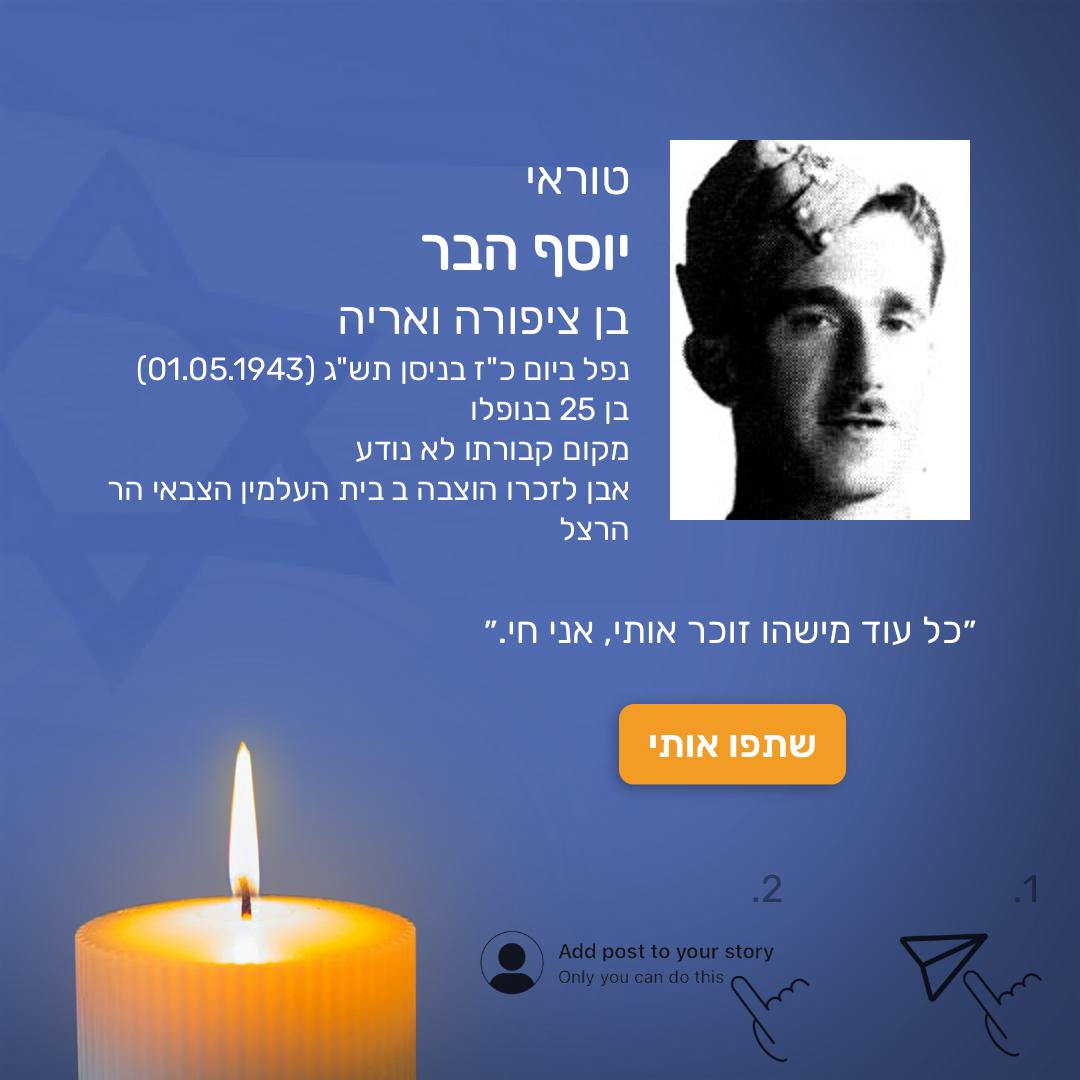 טוראי
יוסף הבר
בן ציפורה ואריה
נפל ביום כ"ז בניסן תש"ג (01.05.1943)
בן 25 בנופלו
מקום קבורתו לא נודע
אבן לזכרו הוצבה ב בית העלמין הצבאי הר
הרצל
"כל עוד מישהו זוכר אותי, אני חי."
שתפו אותי
.1
.2
Add post to your story
Only you can do this